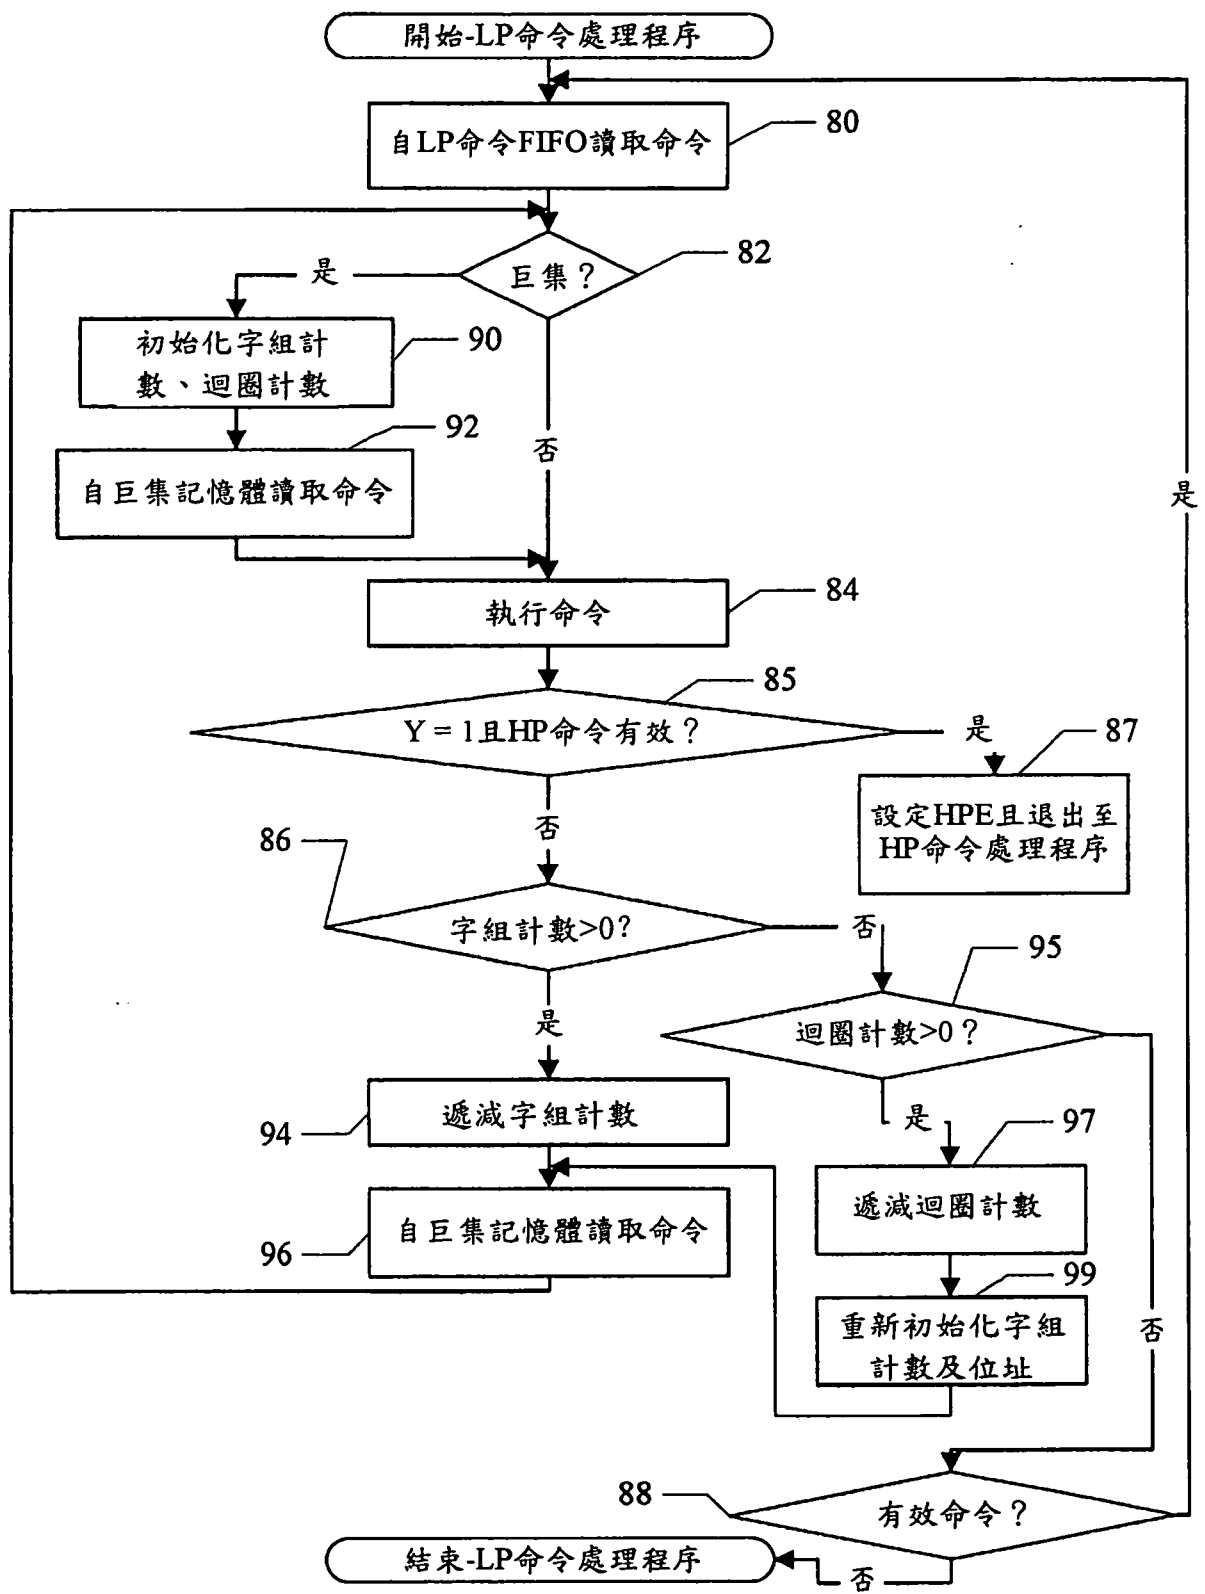 開始-LP命令處理程序
自LP命令FIFO讀取命令
80
巨集？
82
是
初始化字組計
數、迴圈計數
90
92
自巨集記憶體讀取命令
否
是
執行命令
84
85
Y = 1且HP命令有效？
是
87
設定HPE且退出至
HP命令處理程序
否
86
字組計數>0?
否
95
迴圈計數>0？
是
是
遞減字組計數
94
97
遞減迴圈計數
自巨集記憶體讀取命令
96
99
重新初始化字組
計數及位址
否
88
有效命令？
結束-LP命令處理程序
否